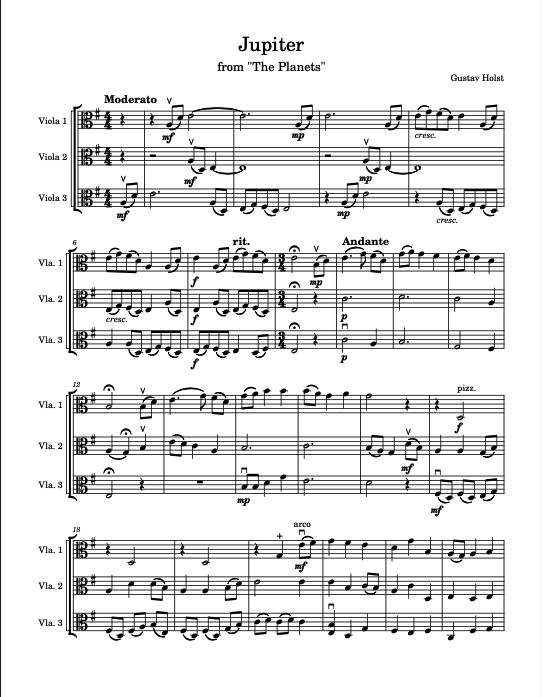 Jupiter
from "The Planets"
Gustav Holst
Moderato
Viola 1
mf
mp
cresc.
Viola 2
mf
mp
Viola 3
mf
mp
cresc.
6
rit.
Andante
Vla. 1
f
mp
Vla. 2
cresc.
f
p
Vla. 3
f
p
12
pizz.
Vla. 1
f
Vla. 2
mf
Vla. 3
mp
mf
18
arco
Vla. 1
mf
Vla. 2
Vla. 3